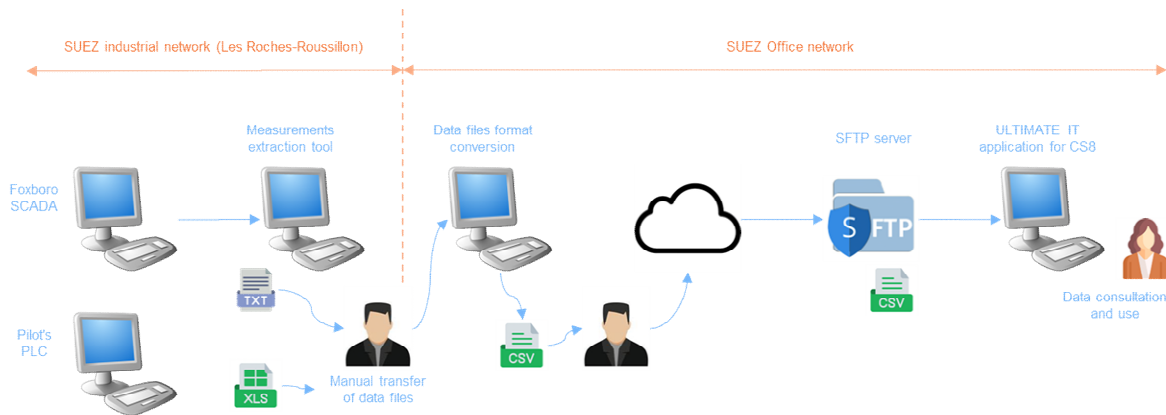 SUEZ industrial network (Les Roches-Roussillon)
SUEZ Office network
Measurements
extraction tool
Data files format
conversion
SFTP server
ULTIMATE IT
application for CS8
Foxboro
SCADA
S FTP
TXT
CSV
Data consultation
and use
Pilot's
PLC
CSV
XLS
Manual transfer
of data files